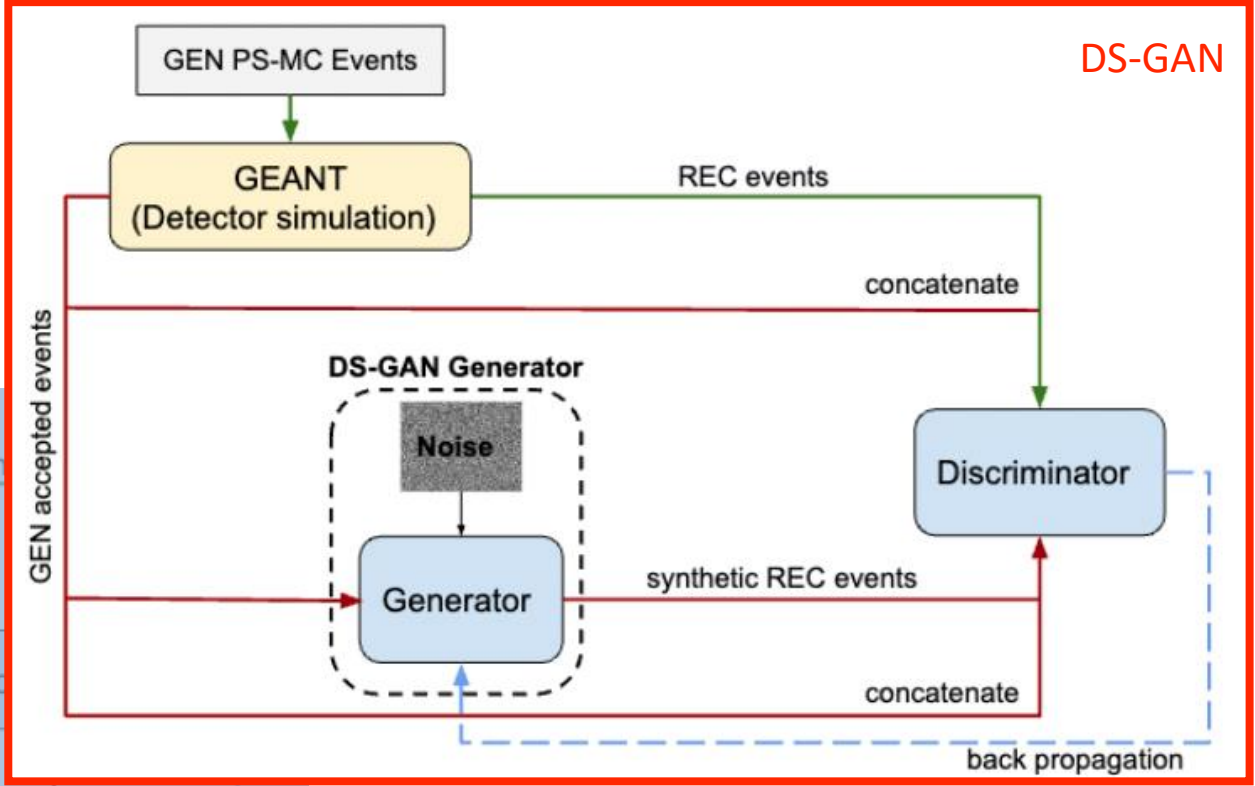 DS-GAN
GEN PS-MC Events
GEANT
(Detector simulation)
REC events
concatenate
GEN accepted events
DS-GAN Generator
Noise
Discriminator
Generator
synthetic REC events
concatenate
back propagation